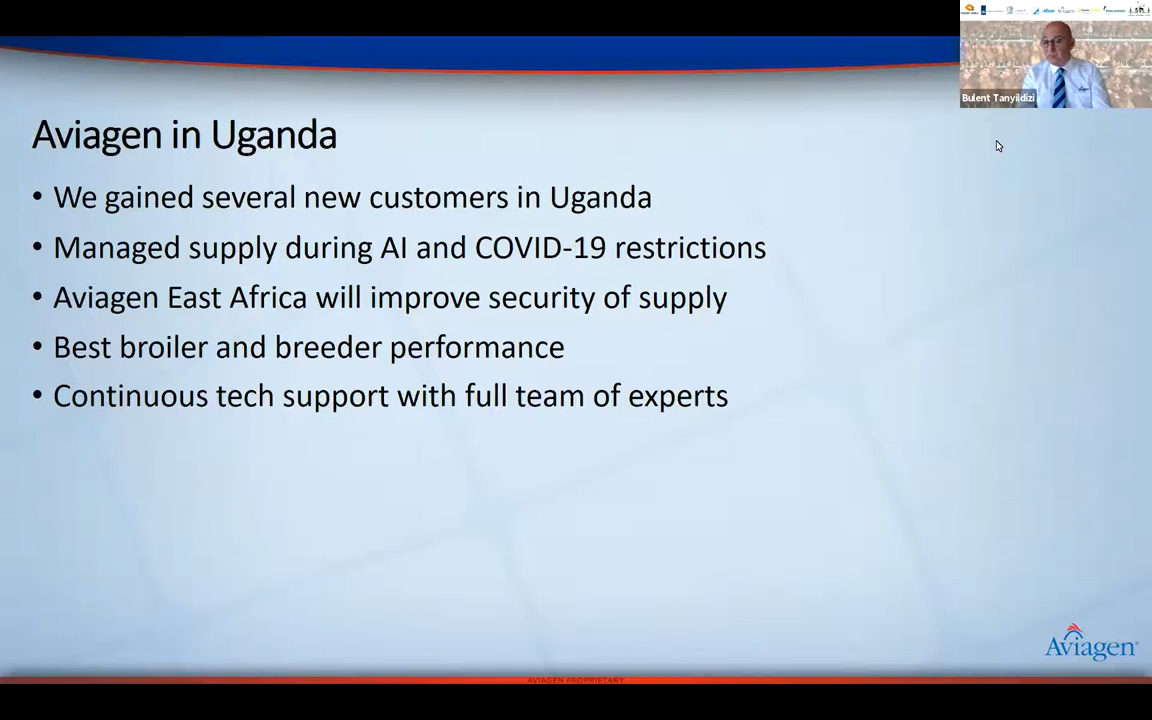 Aviagen in Uganda
• We gained several new customers in Uganda
• Managed supply during AI and COVID-19 restrictions
• Aviagen East Africa will improve security of supply
• Best broiler and breeder performance
• Continuous tech support with full team of experts
Bulent Tanyildizi
Aviagen
AVIAGEN PROPRIETARY